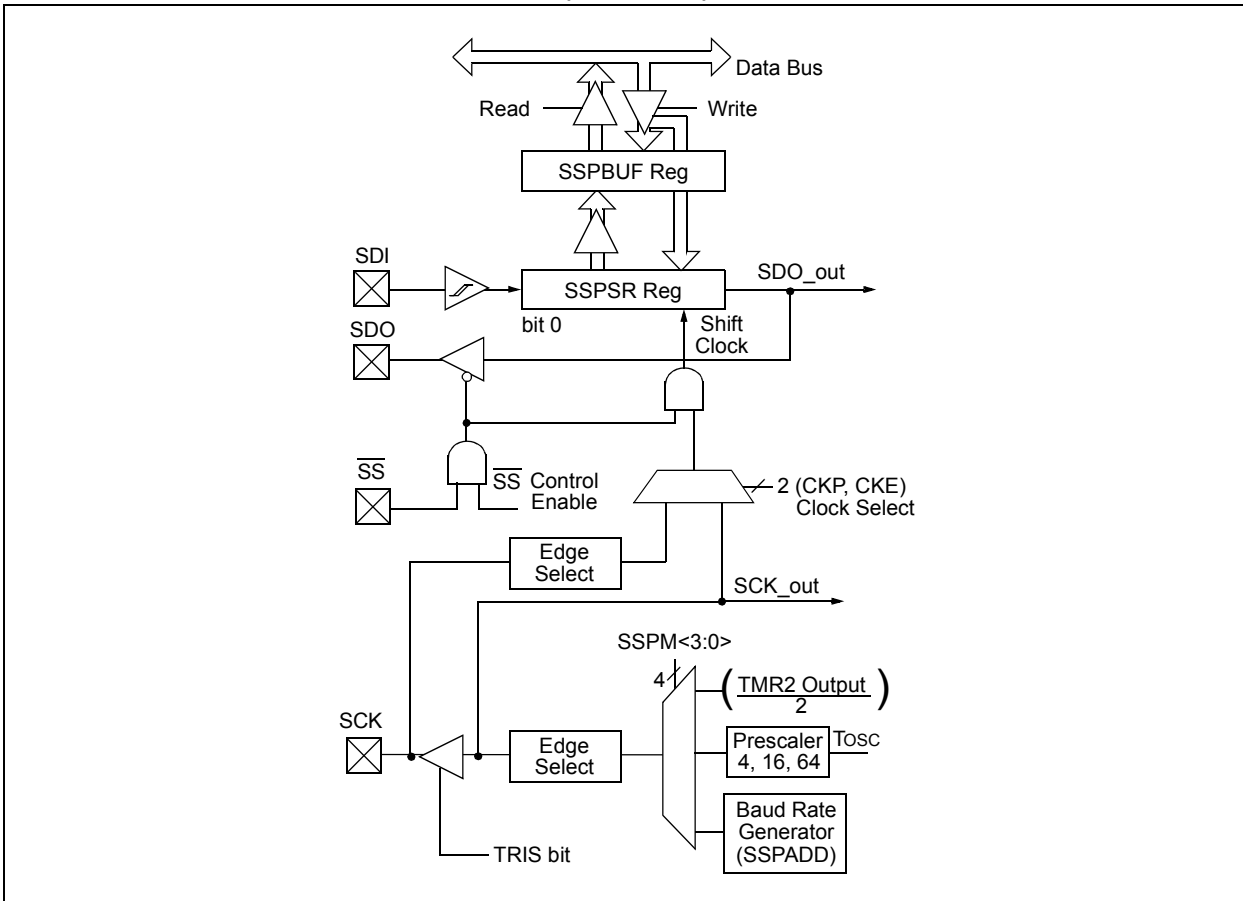 Data Bus
Read
Write
SSPBUF Reg
SDI
SDO_out
SSPSR Reg
bit 0
Shift
Clock
SDO
SS
SS Control
Enable
2 (CKP, CKE)
Clock Select
Edge
Select
SCK_out
SSPM<3:0>
4
(TMR2 Output)
2
SCK
Edge
Select
Prescaler
4, 16, 64
TOSC
Baud Rate
Generator
(SSPADD)
TRIS bit